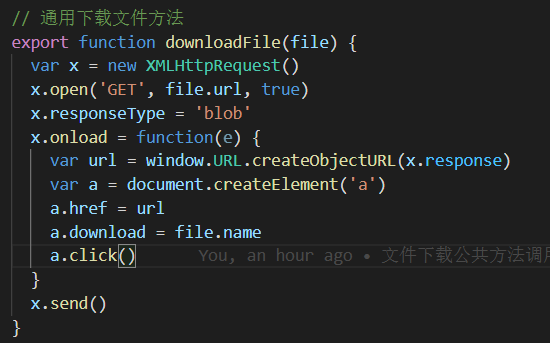 // 通用下载文件方法
export function downloadFile(file) {
  var x = new XMLHttpRequest()
  x.open('GET', file.url, true)
  x.responseType = 'blob'
  x.onload = function(e) {
    var url = window.URL.createObjectURL(x.response)
    var a = document.createElement('a')
    a.href = url
    a.download = file.name
    a.click() You, an hour ago • 文件下载公共方法调用
  }
  x.send()
}